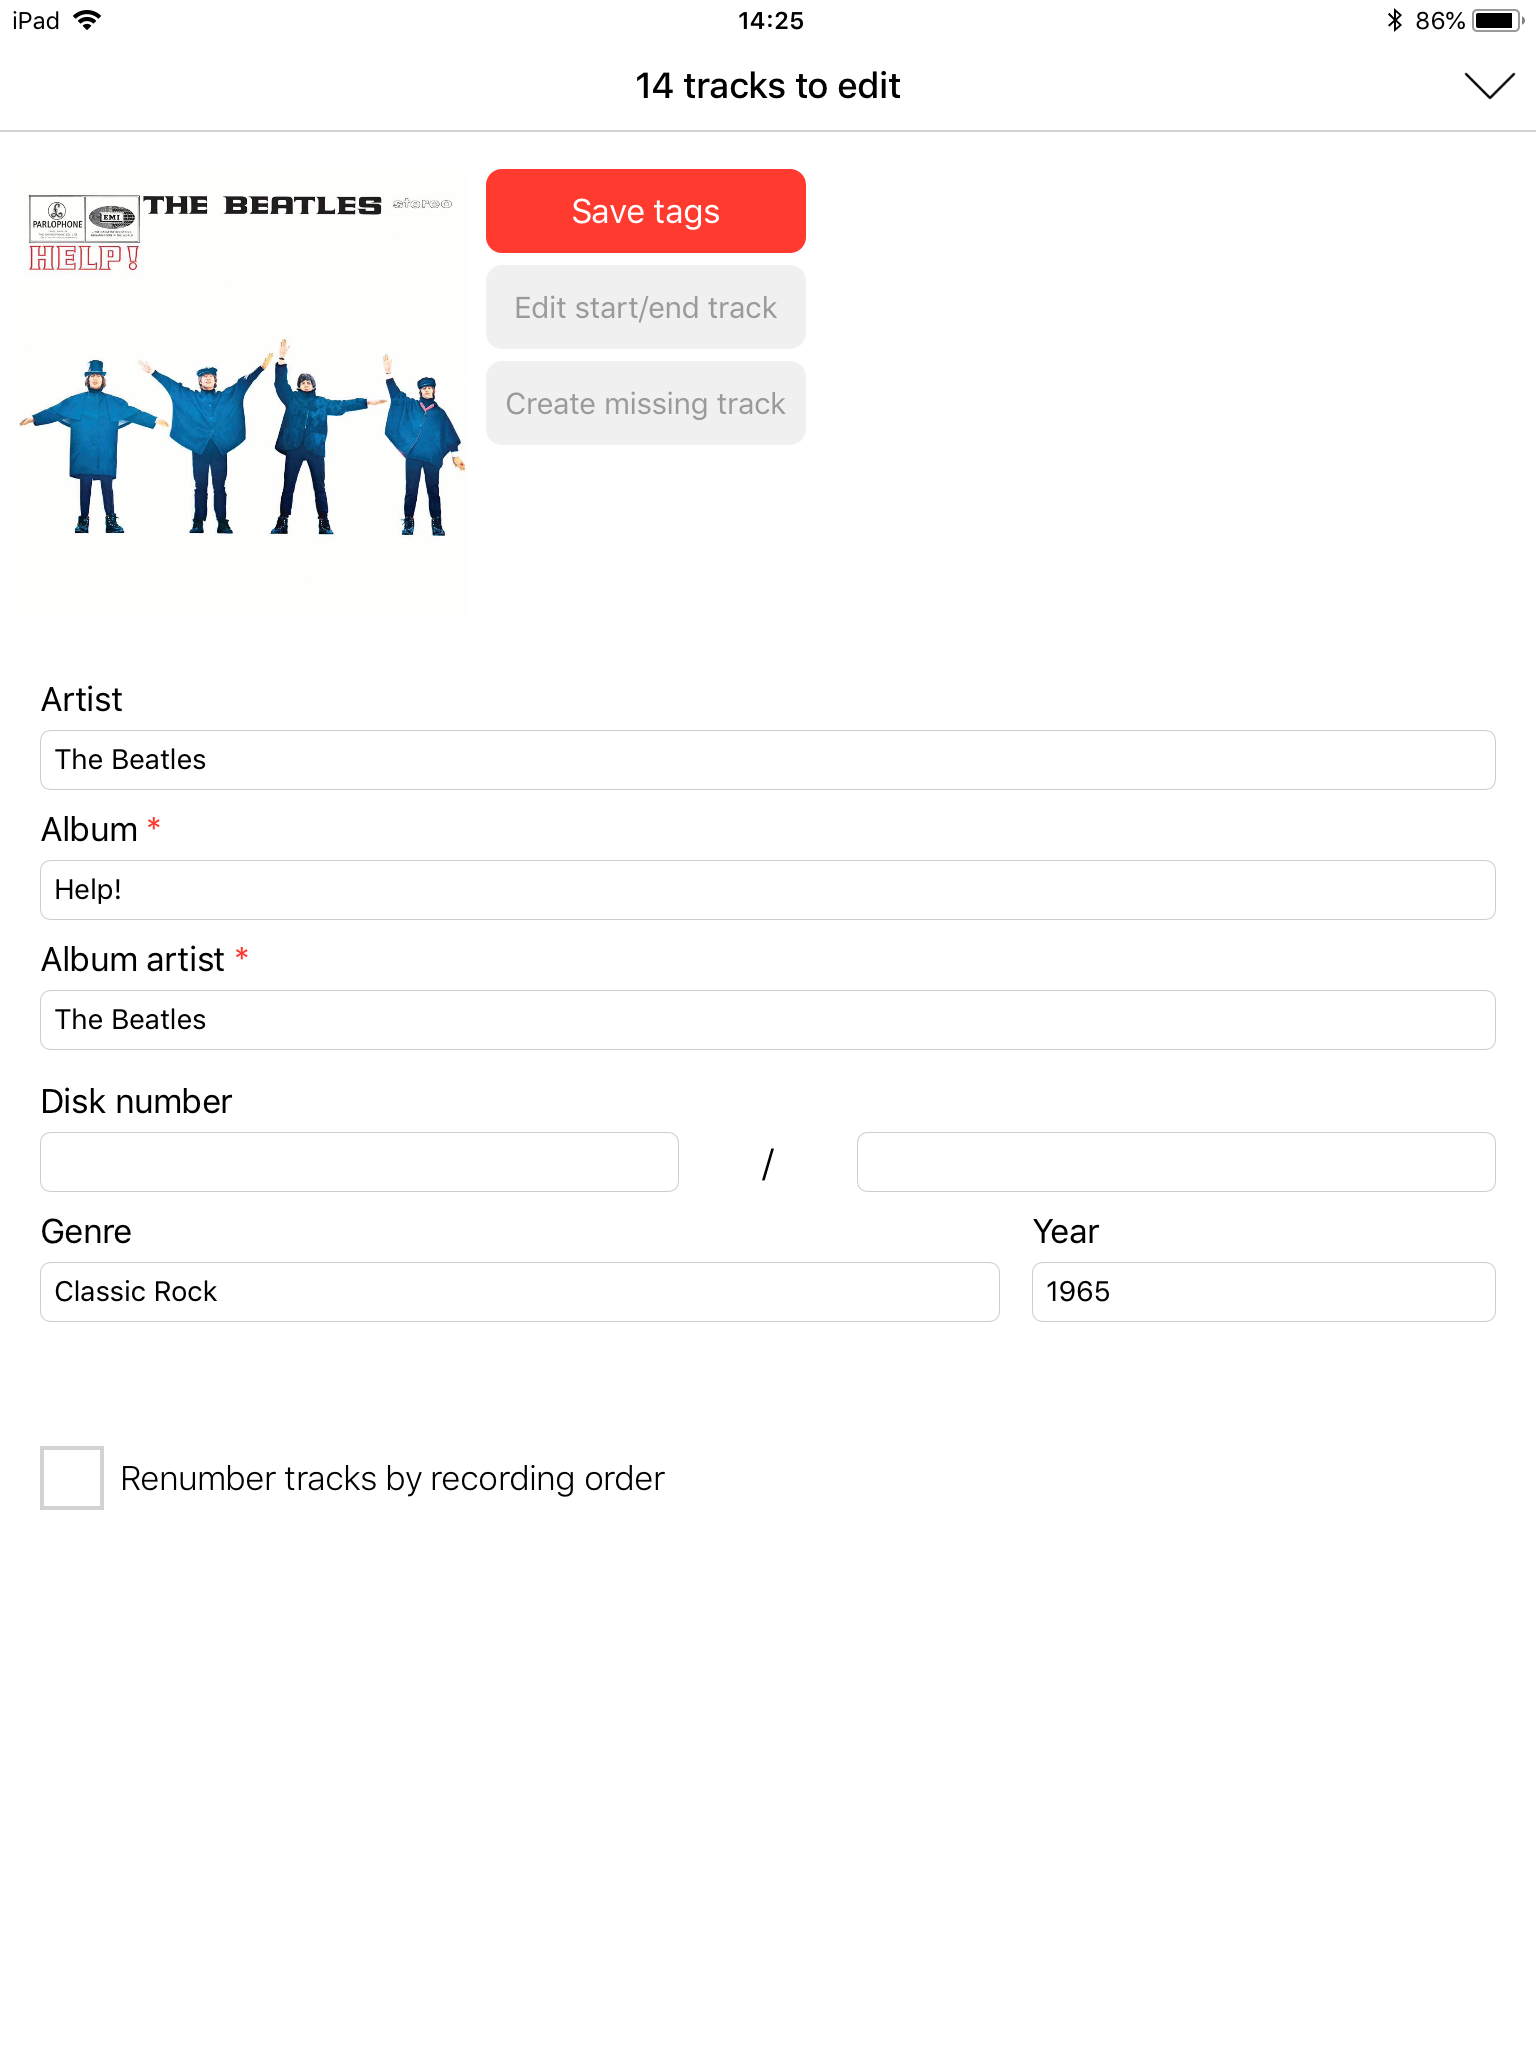 iPad 14:25 86%
14 tracks to edit
THE BEATLES stereo
PARLOPHONE EMI
HELP!
Save tags
Edit start/end track
Create missing track
Artist
The Beatles
Album *
Help!
Album artist *
The Beatles
Disk number
/
Genre Year
Classic Rock 1965
Renumber tracks by recording order